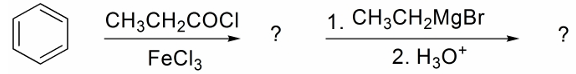 CH₃CH₂COCl
FeCl₃
?
1. CH₃CH₂MgBr
2. H₃O⁺
?